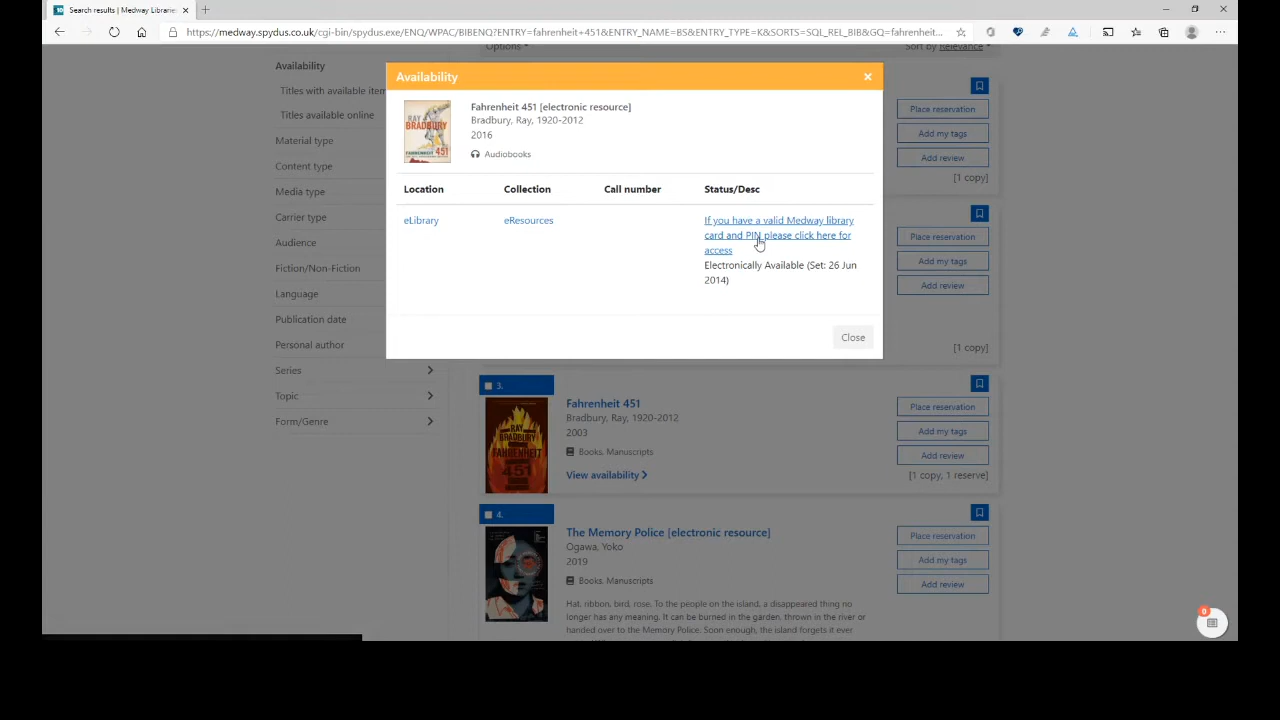 Search results | Medway Librarie
https://medway.spydus.co.uk/cgi-bin/spydus.exe/ENQ/WPAC/BIBENQ?ENTRY=fahrenheit+451&ENTRY_NAME=BS&ENTRY_TYPE=K&SORTS=SQL_REL_BIB&GQ=fahrenheit...
Options
Sort by Relevance
Availability
Titles with available item
Titles available online
Material type
Content type
Media type
Carrier type
Audience
Fiction/Non-Fiction
Language
Publication date
Personal author
Series
Topic
Form/Genre
Availability
Fahrenheit 451 [electronic resource]
Bradbury, Ray, 1920-2012
2016
Audiobooks
RAY
BRADBURY
FAHRENHEIT 451
Location Collection Call number Status/Desc
eLibrary eResources If you have a valid Medway library
card and PIN please click here for
access
Electronically Available (Set: 26 Jun
2014)
Close
Place reservation
Add my tags
Add review
[1 copy]
Place reservation
Add my tags
Add review
[1 copy]
3.
Fahrenheit 451
Bradbury, Ray, 1920-2012
2003
Books, Manuscripts
View availability
RAY
BRADBURY
FAHRENHEIT
451
Place reservation
Add my tags
Add review
[1 copy, 1 reserve]
4.
The Memory Police [electronic resource]
Ogawa, Yoko
2019
Books, Manuscripts
Hat, ribbon, bird, rose. To the people on the island, a disappeared thing no
longer has any meaning. It can be burned in the garden, thrown in the river or
handed over to the Memory Police. Soon enough, the island forgets it ever
Place reservation
Add my tags
Add review
0